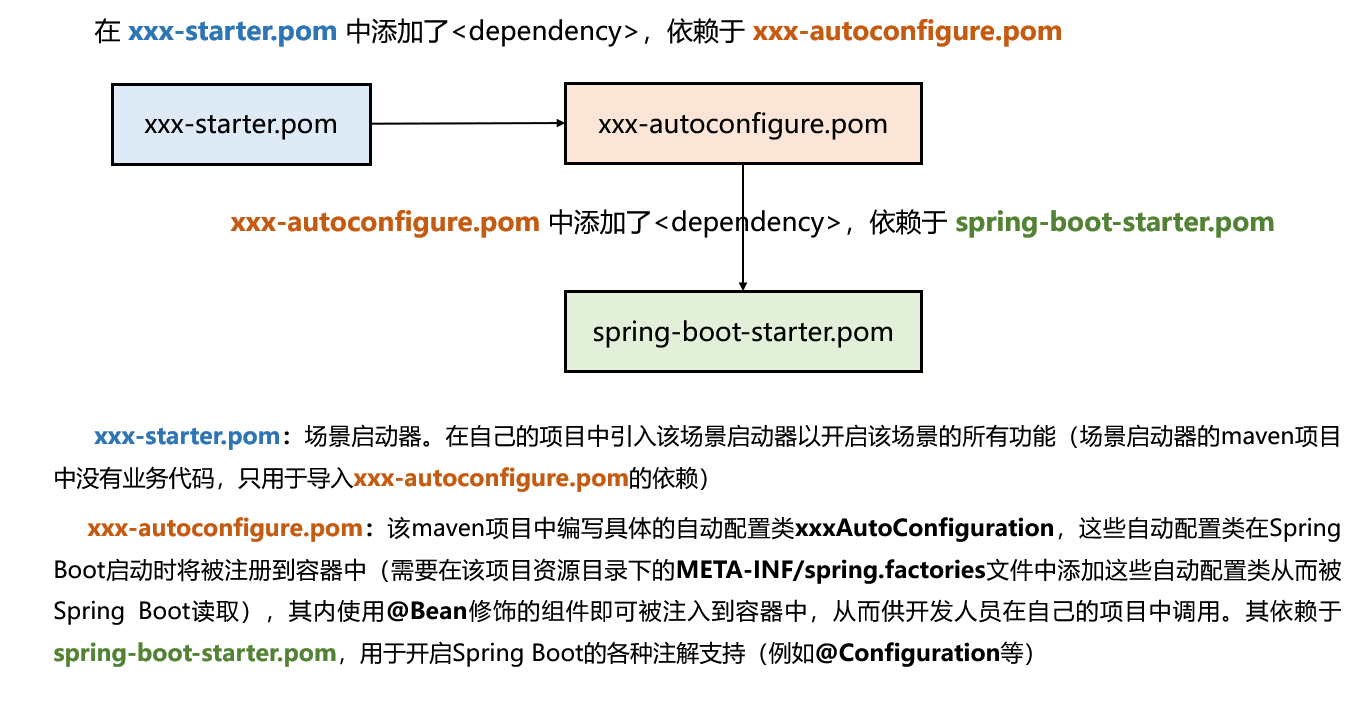 在 xxx-starter.pom 中添加了<dependency>，依赖于 xxx-autoconfigure.pom
xxx-starter.pom
xxx-autoconfigure.pom
xxx-autoconfigure.pom 中添加了<dependency>，依赖于 spring-boot-starter.pom
spring-boot-starter.pom
xxx-starter.pom：场景启动器。在自己的项目中引入该场景启动器以开启该场景的所有功能（场景启动器的maven项目
中没有业务代码，只用于导入xxx-autoconfigure.pom的依赖）
xxx-autoconfigure.pom：该maven项目中编写具体的自动配置类xxxAutoConfiguration，这些自动配置类在Spring
Boot启动时将被注册到容器中（需要在该项目资源目录下的META-INF/spring.factories文件中添加这些自动配置类从而被
Spring Boot读取），其内使用@Bean修饰的组件即可被注入到容器中，从而供开发人员在自己的项目中调用。其依赖于
spring-boot-starter.pom，用于开启Spring Boot的各种注解支持（例如@Configuration等）